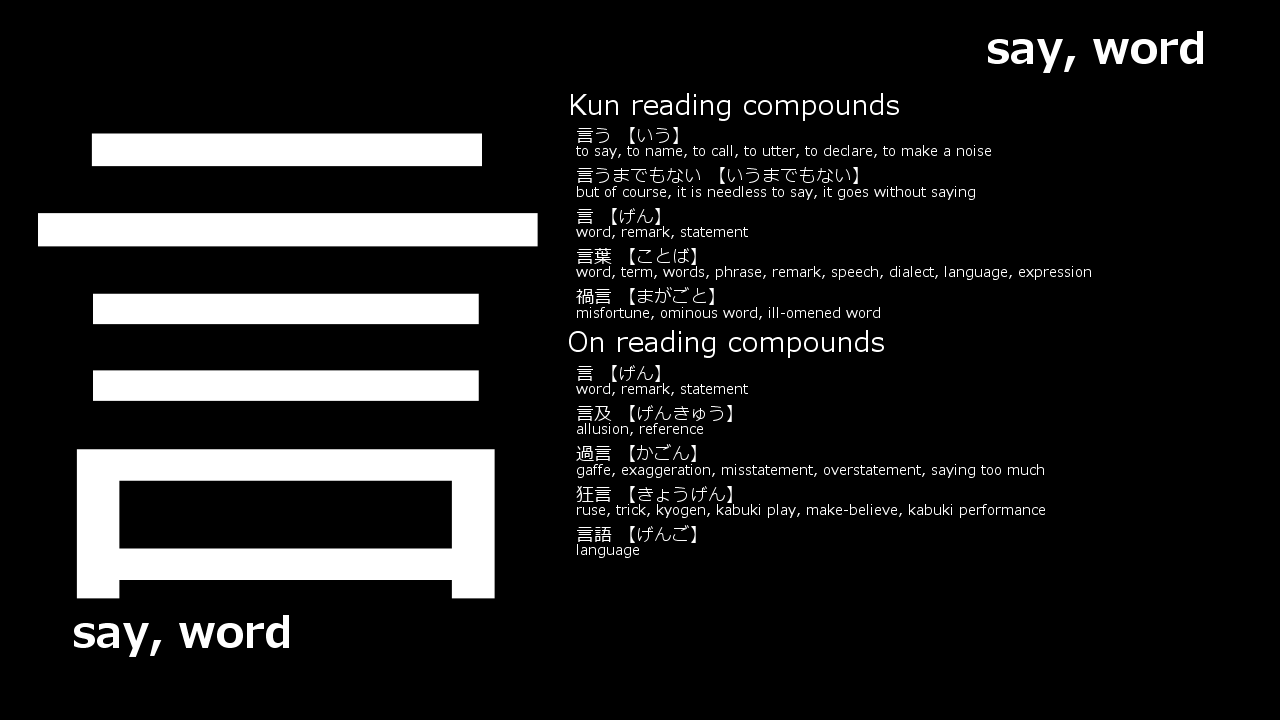 say, word
言
say, word
Kun reading compounds
言う 【いう】
to say, to name, to call, to utter, to declare, to make a noise
言うまでもない 【いうまでもない】
but of course, it is needless to say, it goes without saying
言 【げん】
word, remark, statement
言葉 【ことば】
word, term, words, phrase, remark, speech, dialect, language, expression
禍言 【まがごと】
misfortune, ominous word, ill-omened word
On reading compounds
言 【げん】
word, remark, statement
言及 【げんきゅう】
allusion, reference
過言 【かごん】
gaffe, exaggeration, misstatement, overstatement, saying too much
狂言 【きょうげん】
ruse, trick, kyogen, kabuki play, make-believe, kabuki performance
言語 【げんご】
language